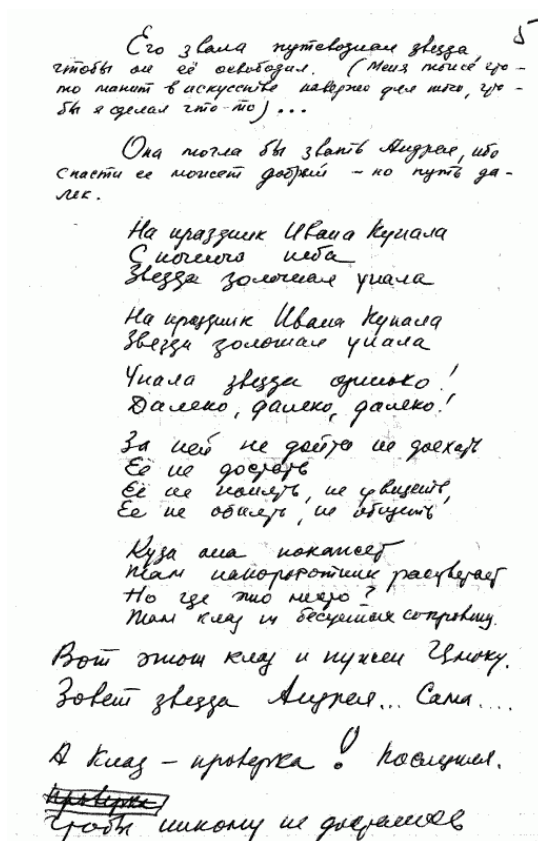 5
Его звала путеводная звезда,
чтобы он её освободил. (Меня тоже что-
то манит в искусстве наверно для того, что-
бы я сделал что-то)...
Она могла бы звать Андрея, ибо
спасти ее может добрый – но путь да-
лек.
На праздник Ивана Купала
С ночного неба
Звезда золотая упала
На праздник Ивана Купала
Звезда золотая упала
Упала звезда одиноко!
Далеко, далеко, далеко!
За ней не дойти не доехать
Её не достать
Её не понять, не увидеть,
Ее не обнять, не обидеть
Куда она покажет
Там папоротник расцветает
Но где это место?
Там клад из бесценных сокровищ.
Вот этот клад и нужен Цмоку.
Зовет звезда Андрея... Сама....
А клад – проверка! Последняя.
проверка
Чтобы никому не достался